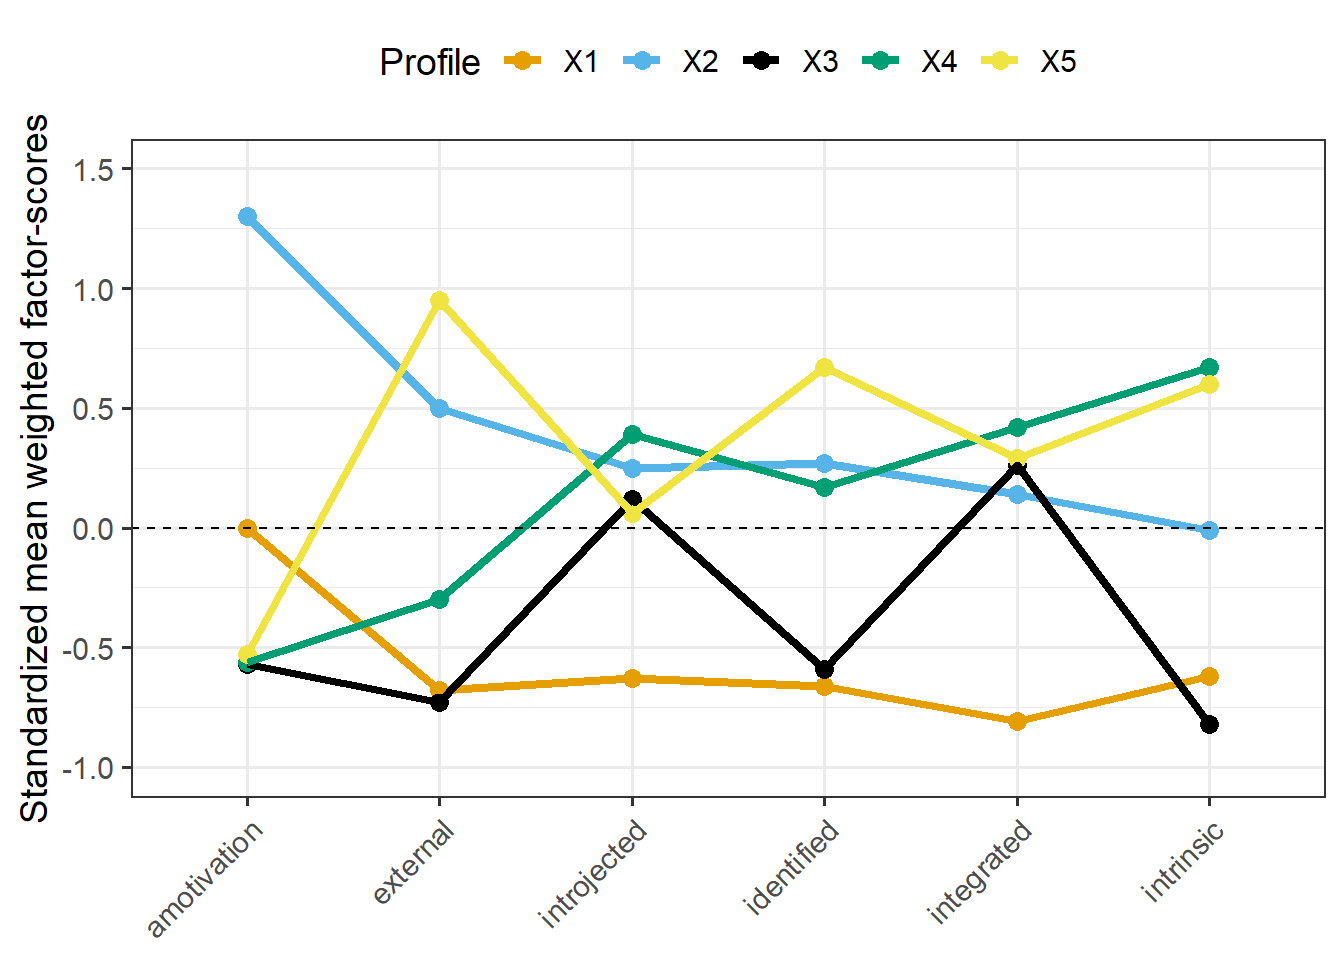 Profile X1 X2 X3 X4 X5
Standardized mean weighted factor-scores
1.5
1.0
0.5
0.0
-0.5
-1.0
amotivation
external
introjected
identified
integrated
intrinsic